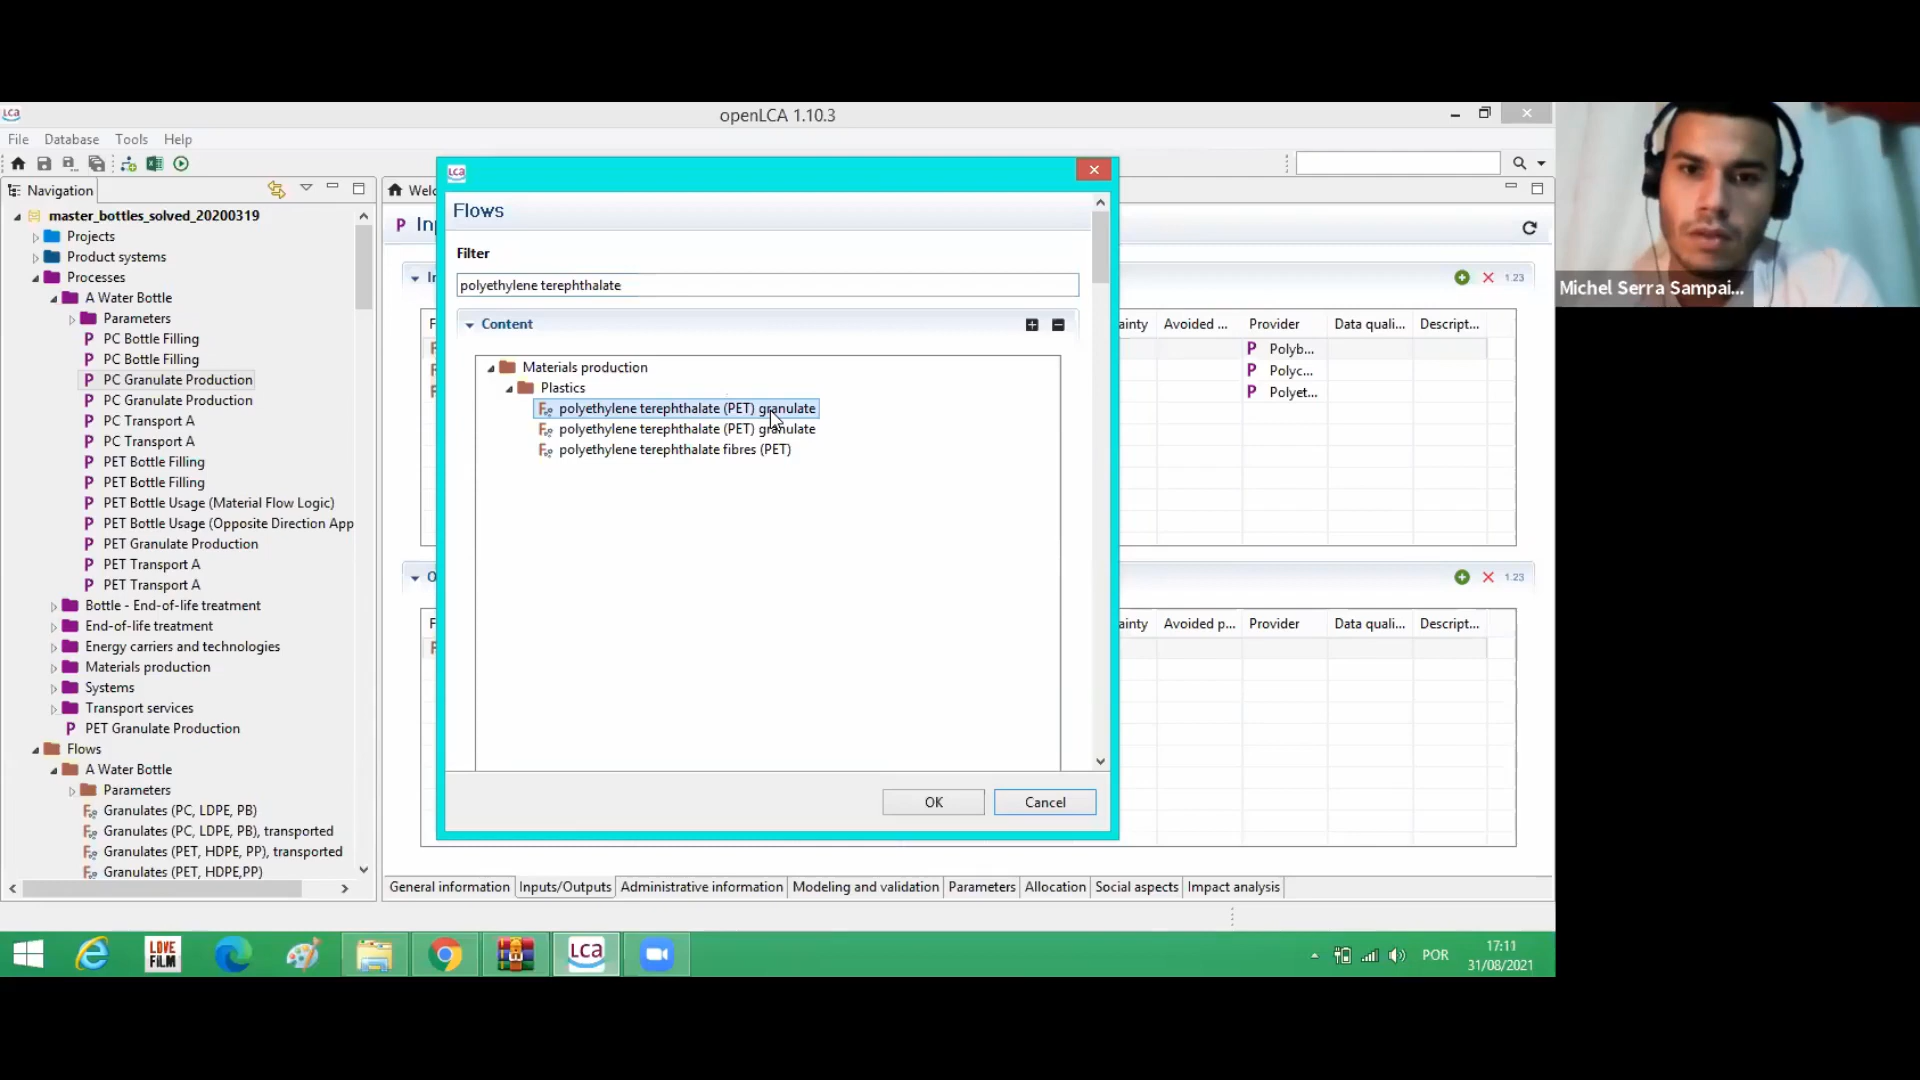 LCA
openLCA 1.10.3
File Database Tools Help
Navigation
master_bottles_solved_20200319
Projects
Product systems
Processes
A Water Bottle
Parameters
P PC Bottle Filling
P PC Bottle Filling
P PC Granulate Production
P PC Granulate Production
P PC Transport A
P PC Transport A
P PET Bottle Filling
P PET Bottle Filling
P PET Bottle Usage (Material Flow Logic)
P PET Bottle Usage (Opposite Direction App
P PET Granulate Production
P PET Transport A
P PET Transport A
Bottle - End-of-life treatment
End-of-life treatment
Energy carriers and technologies
Materials production
Systems
Transport services
P PET Granulate Production
Flows
A Water Bottle
Parameters
Granulates (PC, LDPE, PB)
Granulates (PC, LDPE, PB), transported
Granulates (PET, HDPE, PP), transported
Granulates (PET, HDPE,PP)
Welc
P Inp
LCA
Flows
Filter
polyethylene terephthalate
Content
Materials production
Plastics
polyethylene terephthalate (PET) granulate
polyethylene terephthalate (PET) granulate
polyethylene terephthalate fibres (PET)
OK Cancel
1.23
ainty Avoided ... Provider Data quali... Descript...
P Polyb...
P Polyc...
P Polyet...
1.23
ainty Avoided p... Provider Data quali... Descript...
General information Inputs/Outputs Administrative information Modeling and validation Parameters Allocation Social aspects Impact analysis
LOVE
FILM
LCA
POR
17:11
31/08/2021
Michel Serra Sampai...